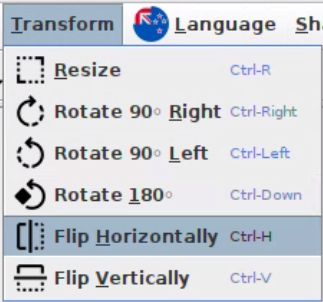 Transform Language Sh
Resize Ctrl-R
Rotate 90° Right Ctrl-Right
Rotate 90° Left Ctrl-Left
Rotate 180° Ctrl-Down
Flip Horizontally Ctrl-H
Flip Vertically Ctrl-V